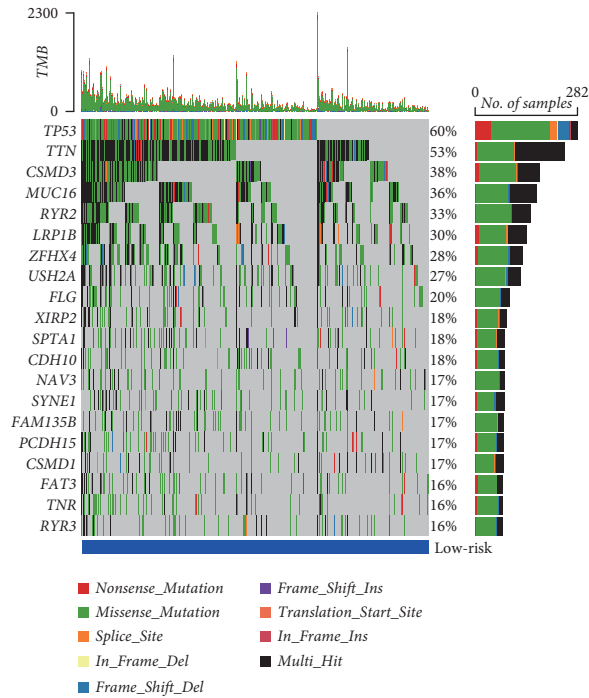 2300
TMB
0
0 282
No. of samples
TP53 60%
TTN 53%
CSMD3 38%
MUC16 36%
RYR2 33%
LRP1B 30%
ZFHX4 28%
USH2A 27%
FLG 20%
XIRP2 18%
SPTA1 18%
CDH10 18%
NAV3 17%
SYNE1 17%
FAM135B 17%
PCDH15 17%
CSMD1 17%
FAT3 16%
TNR 16%
RYR3 16%
Low-risk
Nonsense_Mutation
Missense_Mutation
Splice_Site
In_Frame_Del
Frame_Shift_Del
Frame_Shift_Ins
Translation_Start_Site
In_Frame_Ins
Multi_Hit